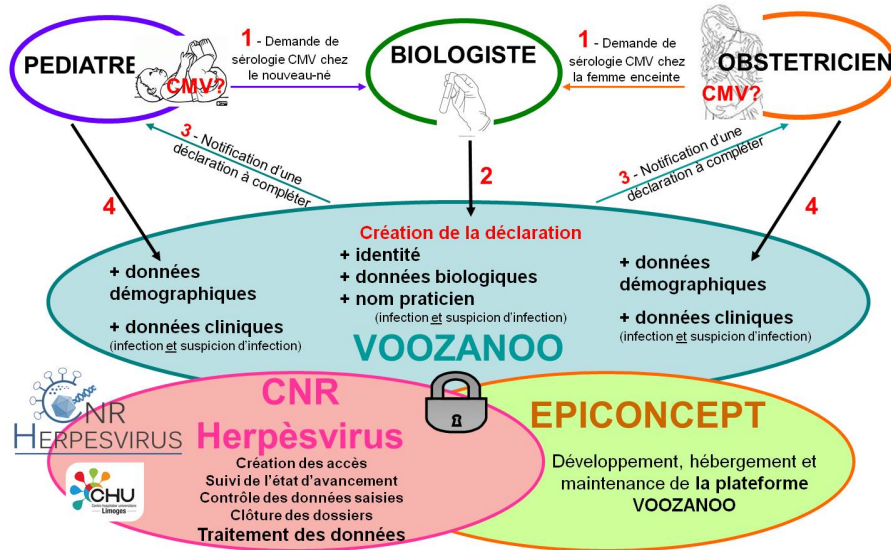 PEDIATRE
CMV?
1 - Demande de
sérologie CMV chez
le nouveau-né
BIOLOGISTE
1 - Demande de
sérologie CMV chez
la femme enceinte
OBSTETRICIEN
CMV?
3 - Notification d'une
déclaration à compléter
2
3 - Notification d'une
déclaration à compléter
4
4
Création de la déclaration
+ identité
+ données biologiques
+ nom praticien
(infection et suspicion d'infection)
+ données
démographiques
+ données cliniques
(infection et suspicion d'infection)
+ données
démographiques
+ données cliniques
(infection et suspicion d'infection)
VOOZANOO
CNR
HERPESVIRUS
CHU
Centre hospitalier universitaire
Limoges
CNR
Herpèsvirus
Création des accès
Suivi de l'état d'avancement
Contrôle des données saisies
Clôture des dossiers
Traitement des données
EPICONCEPT
Développement, hébergement et
maintenance de la plateforme
VOOZANOO